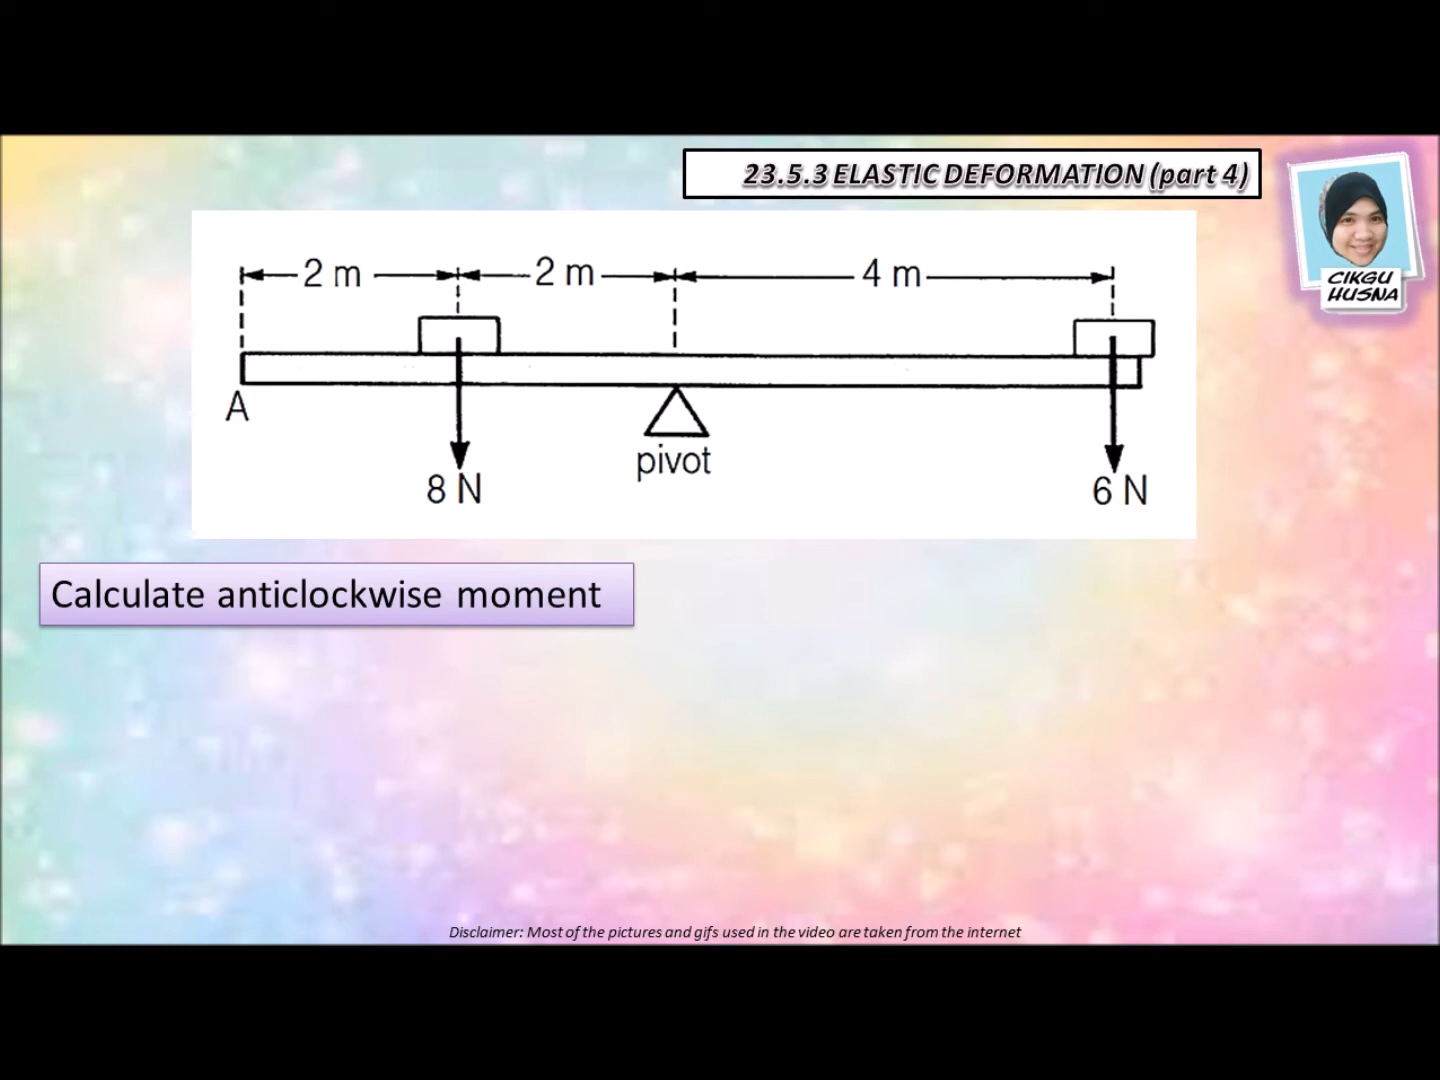 23.5.3 ELASTIC DEFORMATION (part 4)
CIKGU
HUSNA
2 m 2 m 4 m
A
pivot
8 N 6 N
Calculate anticlockwise moment
Disclaimer: Most of the pictures and gifs used in the video are taken from the internet